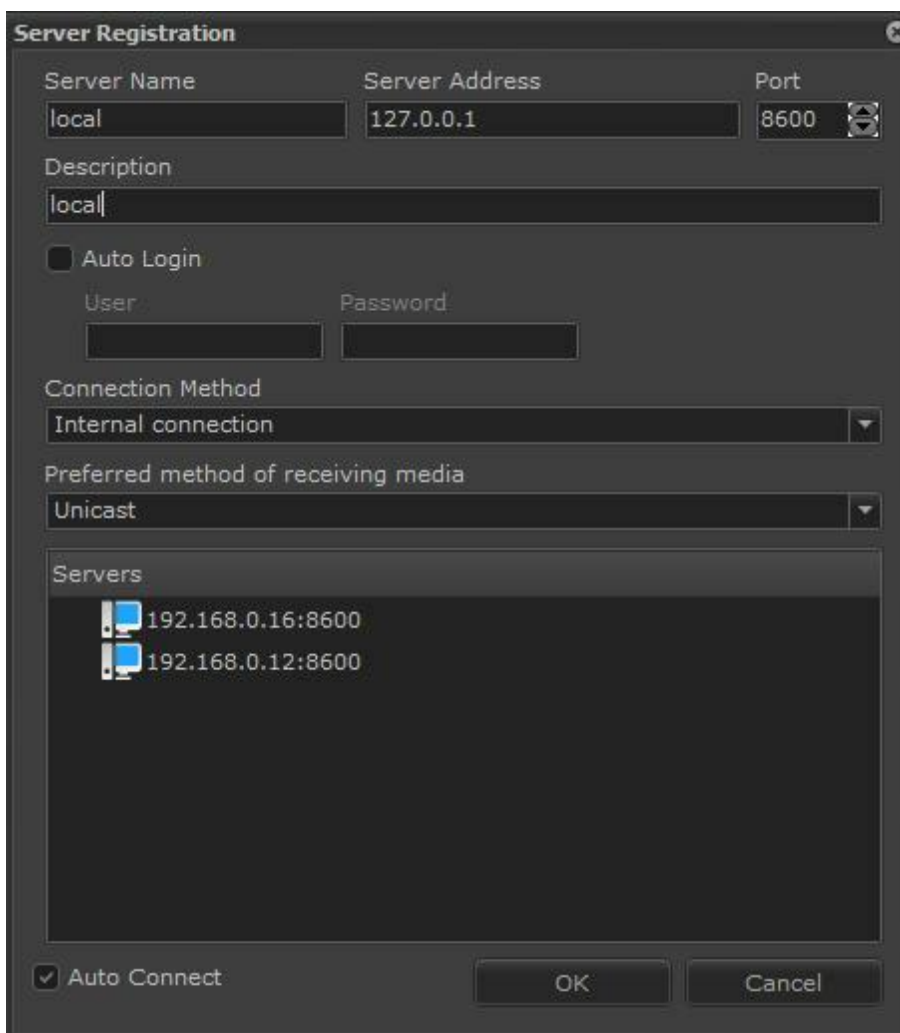 Server Registration
Server Name Server Address Port
local 127.0.0.1 8600
Description
local
Auto Login
User Password
Connection Method
Internal connection
Preferred method of receiving media
Unicast
Servers
192.168.0.16:8600
192.168.0.12:8600
Auto Connect OK Cancel